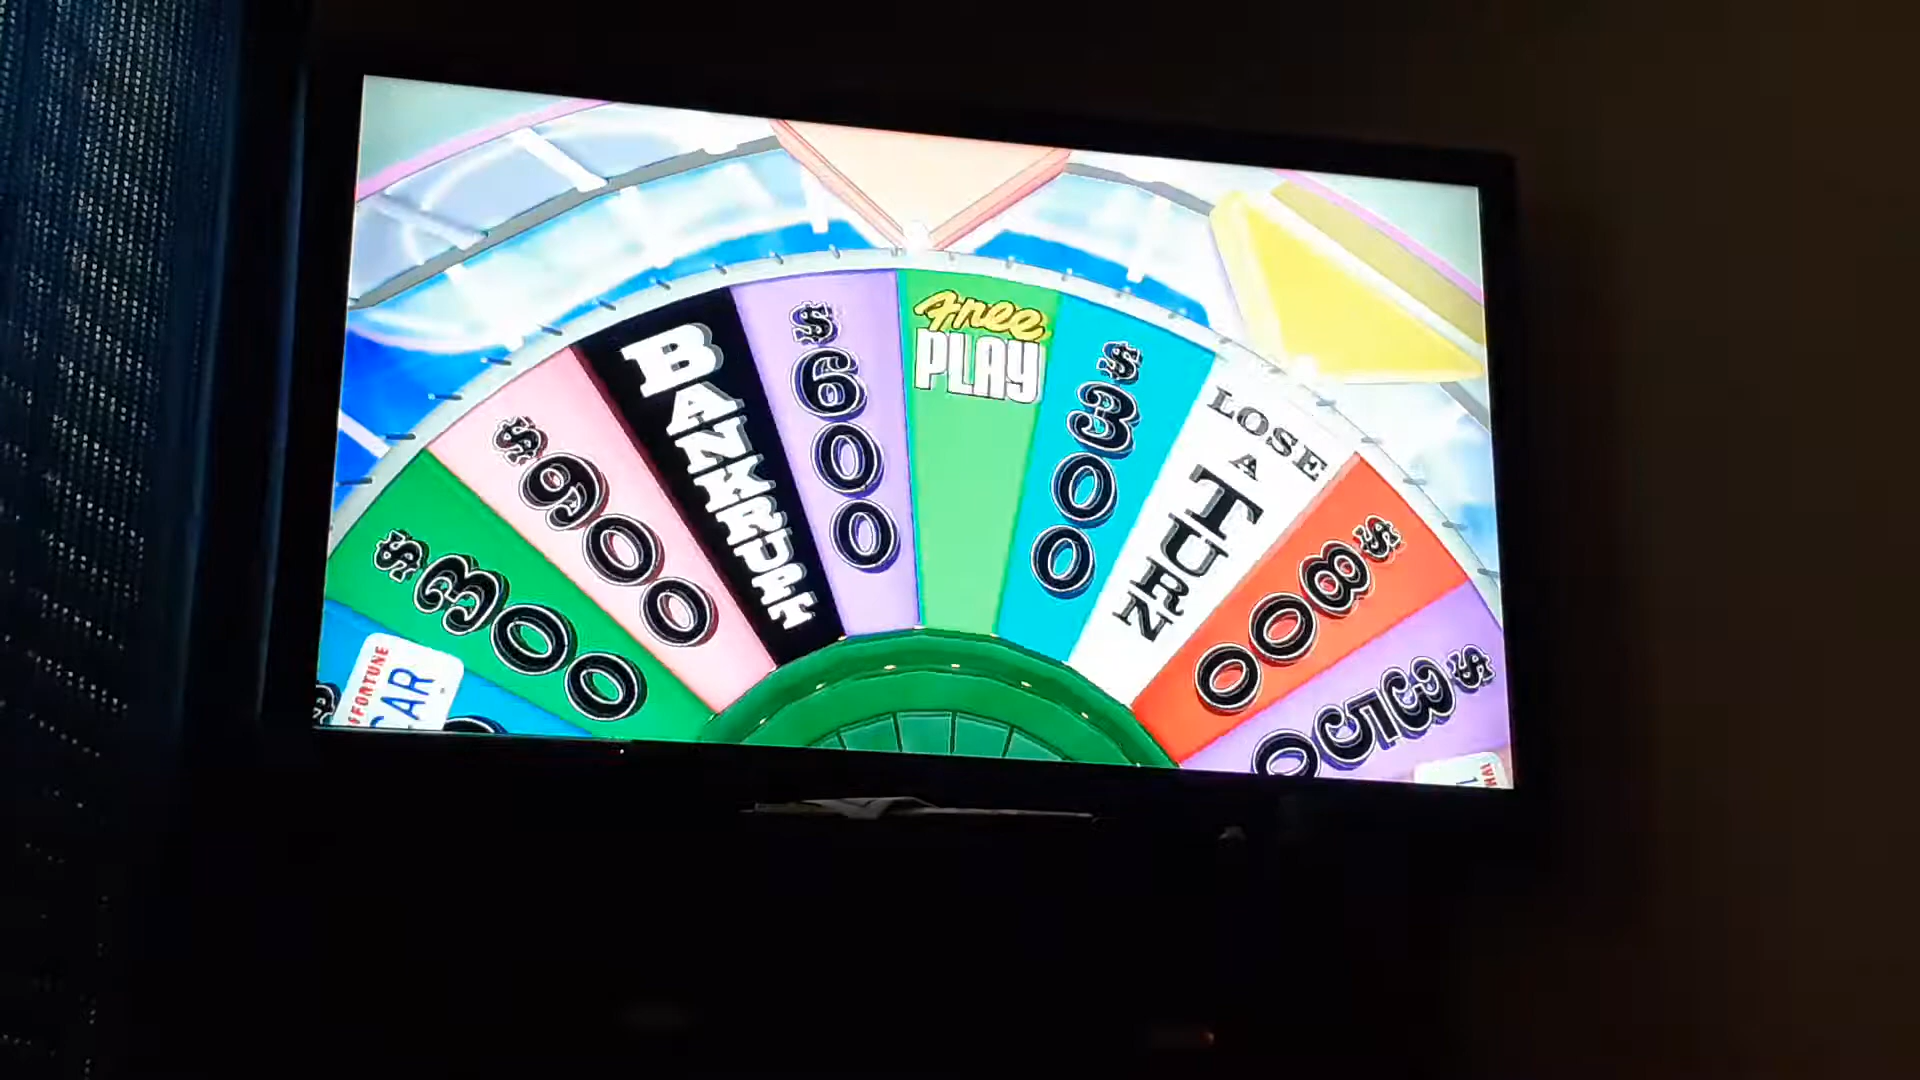 $300
$900
BANKRUPT
$600
Free
PLAY
$300
LOSE
A
TURN
$800
$350
FORTUNE
CAR